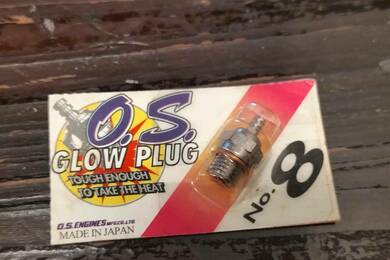 O.S.
GLOW PLUG
TOUGH ENOUGH
TO TAKE THE HEAT
O.S.ENGINES MFG.CO.LTD.
MADE IN JAPAN
No. 8